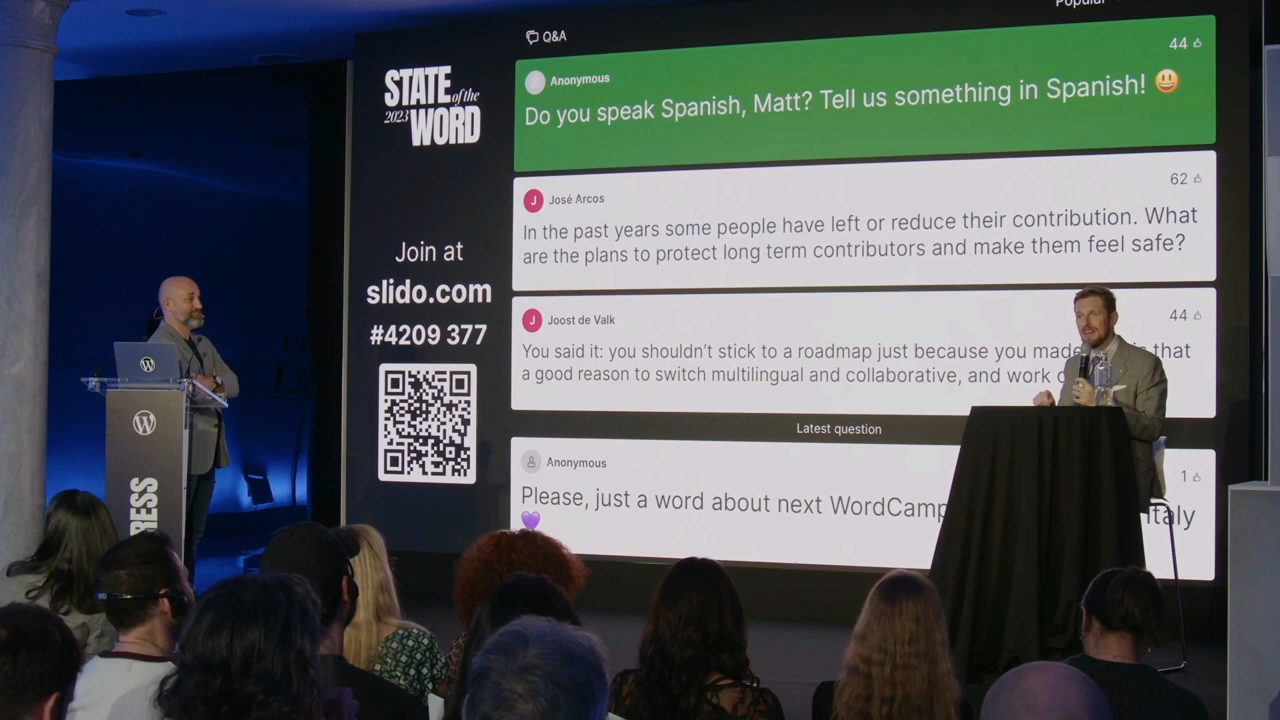 Popular
Q&A
STATE
of the
2023
WORD
Join at
slido.com
#4209 377
Anonymous
44
Do you speak Spanish, Matt? Tell us something in Spanish! 😃
José Arcos
62
In the past years some people have left or reduce their contribution. What
are the plans to protect long term contributors and make them feel safe?
Joost de Valk
44
You said it: you shouldn't stick to a roadmap just because you made that
a good reason to switch multilingual and collaborative, and work
Latest question
Anonymous
1
Please, just a word about next WordCamp Italy
💜
RESS